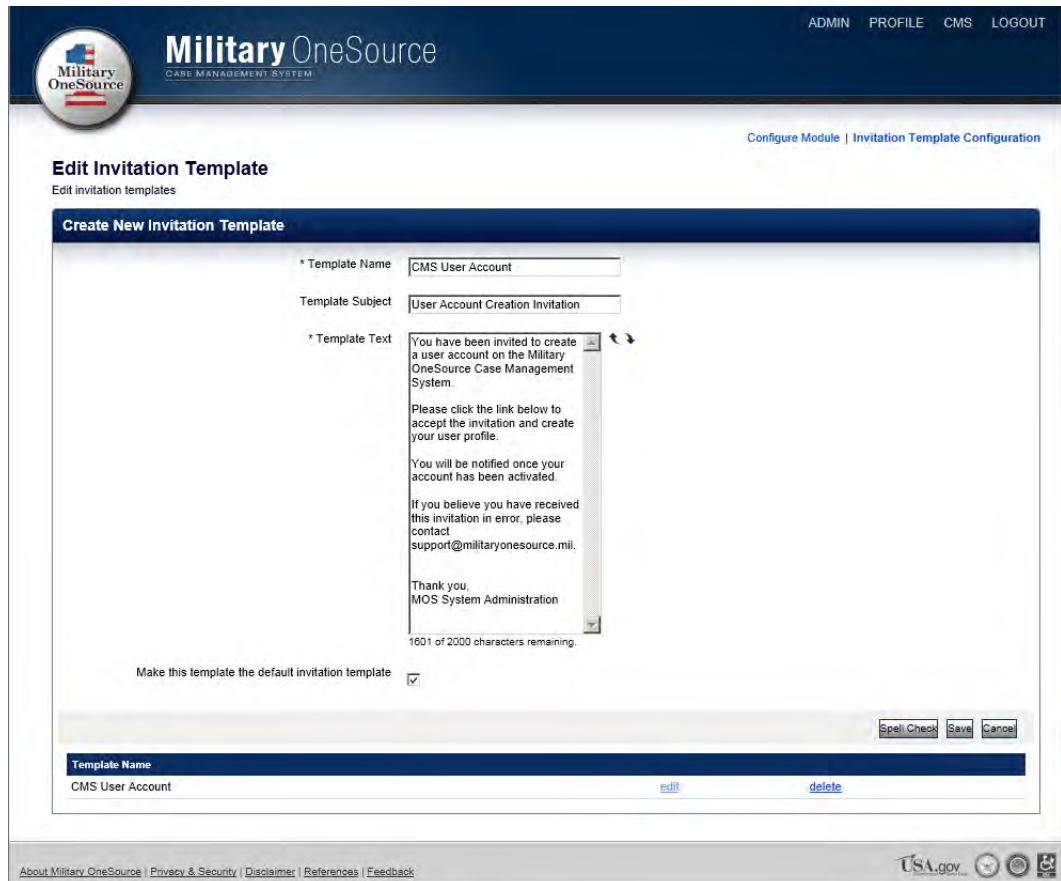 ADMIN PROFILE CMS LOGOUT
Military OneSource
CASE MANAGEMENT SYSTEM
Military
OneSource
Configure Module | Invitation Template Configuration
Edit Invitation Template
Edit invitation templates
Create New Invitation Template
* Template Name CMS User Account
Template Subject User Account Creation Invitation
* Template Text
You have been invited to create
a user account on the Military
OneSource Case Management
System.
Please click the link below to
accept the invitation and create
your user profile.
You will be notified once your
account has been activated.
If you believe you have received
this invitation in error, please
contact
support@militaryonesource.mil.
Thank you,
MOS System Administration
1601 of 2000 characters remaining.
Make this template the default invitation template
Spell Check Save Cancel
Template Name
CMS User Account edit delete
About Military OneSource | Privacy & Security | Disclaimer | References | Feedback
USA.gov